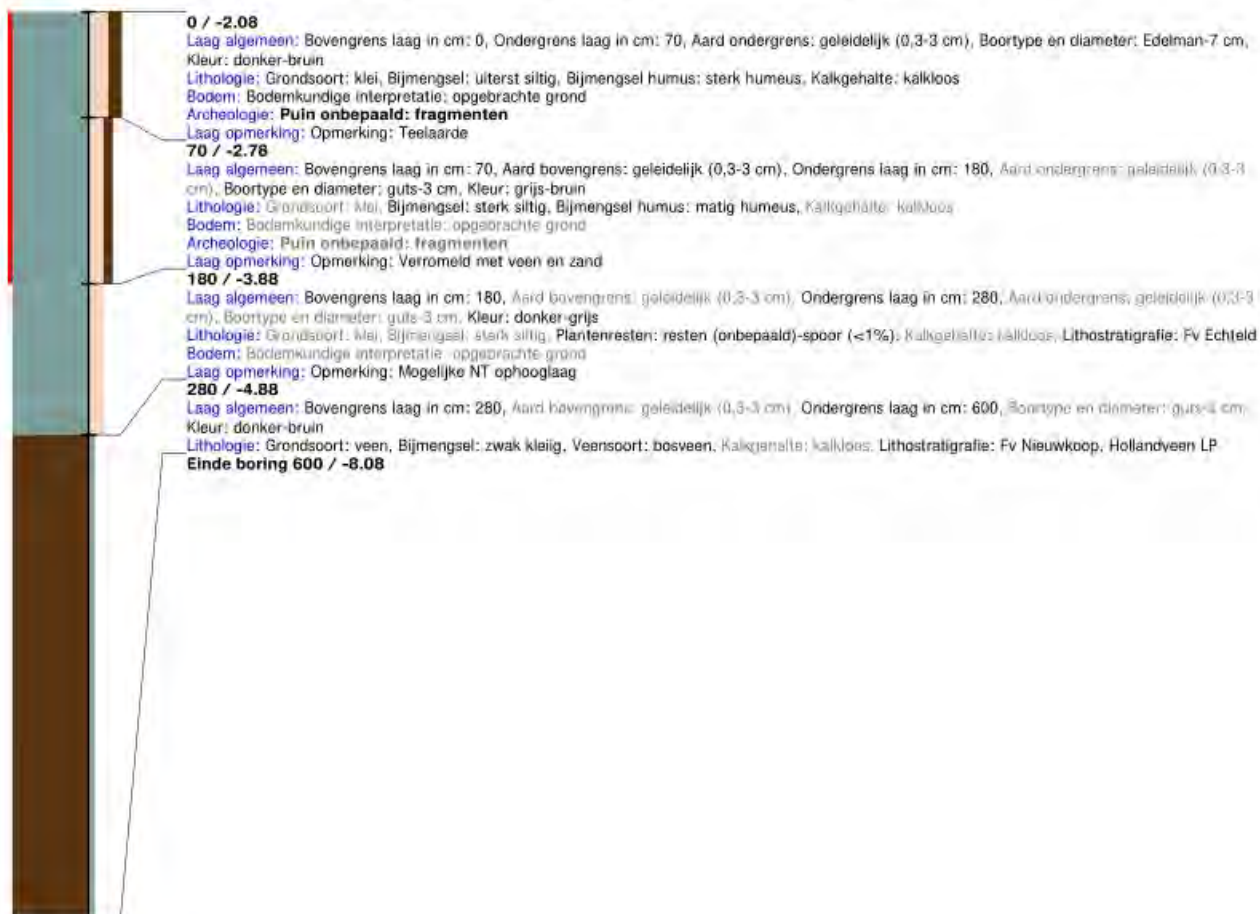 0 / -2.08
Laag algemeen: Bovengrens laag in cm: 0, Ondergrens laag in cm: 70, Aard ondergrens: geleidelijk (0,3-3 cm), Boortype en diameter: Edelman-7 cm,
Kleur: donker-bruin
Lithologie: Grondsoort: klei, Bijmengsel: uiterst siltig, Bijmengsel humus: sterk humeus, Kalkgehalte: kalkloos
Bodem: Bodemkundige interpretatie: opgebrachte grond
Archeologie: Puin onbepaald: fragmenten
Laag opmerking: Opmerking: Teelaarde
70 / -2.78
Laag algemeen: Bovengrens laag in cm: 70, Aard bovengrens: geleidelijk (0,3-3 cm), Ondergrens laag in cm: 180, Aard ondergrens: geleidelijk (0,3-3
cm), Boortype en diameter: guts-3 cm, Kleur: grijs-bruin
Lithologie: Grondsoort: klei, Bijmengsel: sterk siltig, Bijmengsel humus: matig humeus, Kalkgehalte: kalkloos
Bodem: Bodemkundige interpretatie: opgebrachte grond
Archeologie: Puin onbepaald: fragmenten
Laag opmerking: Opmerking: Verromeld met veen en zand
180 / -3.88
Laag algemeen: Bovengrens laag in cm: 180, Aard bovengrens: geleidelijk (0,3-3 cm), Ondergrens laag in cm: 280, Aard ondergrens: geleidelijk (0,3-3
cm), Boortype en diameter: guts-3 cm, Kleur: donker-grijs
Lithologie: Grondsoort: klei, Bijmengsel: sterk siltig, Plantenresten: resten (onbepaald)-spoor (<1%), Kalkgehalte: kalkloos, Lithostratigrafie: Fv Echteld
Bodem: Bodemkundige interpretatie: opgebrachte grond
Laag opmerking: Opmerking: Mogelijke NT ophooglaag
280 / -4.88
Laag algemeen: Bovengrens laag in cm: 280, Aard bovengrens: geleidelijk (0,3-3 cm), Ondergrens laag in cm: 600, Boortype en diameter: guts-3 cm,
Kleur: donker-bruin
Lithologie: Grondsoort: veen, Bijmengsel: zwak kleiig, Veensoort: bosveen, Kalkgehalte: kalkloos, Lithostratigrafie: Fv Nieuwkoop, Hollandveen LP
Einde boring 600 / -8.08